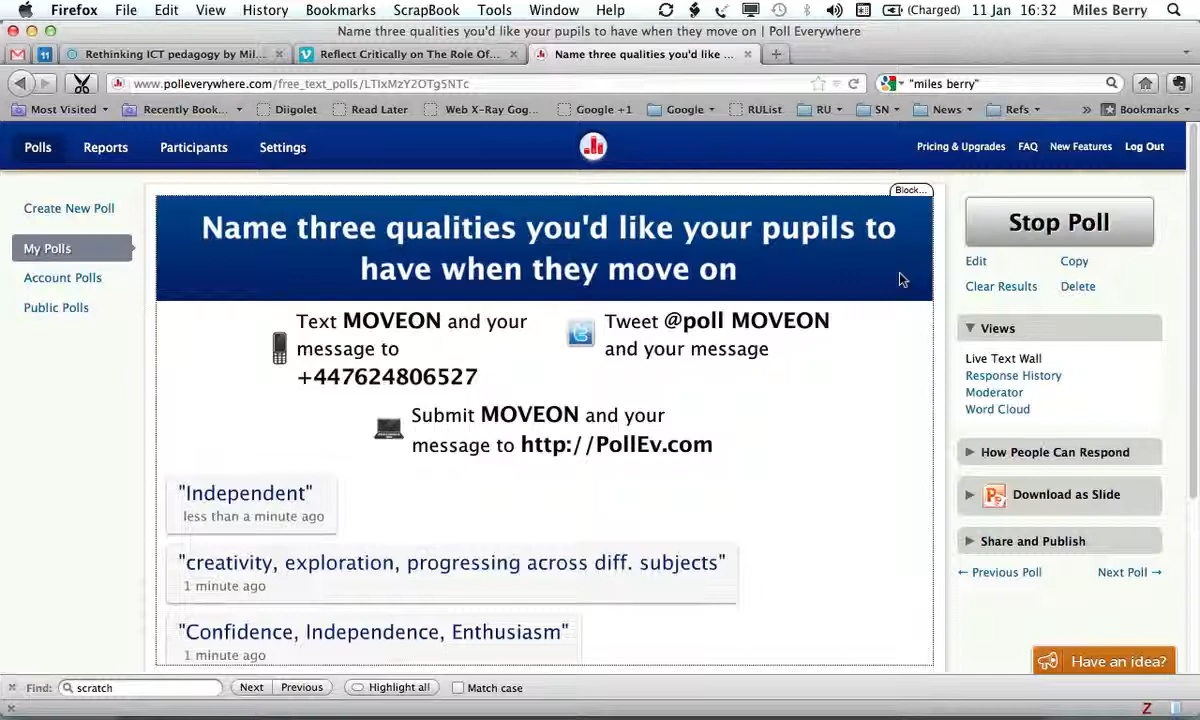 Firefox File Edit View History Bookmarks ScrapBook Tools Window Help (Charged) 11 Jan 16:32 Miles Berry
Name three qualities you'd like your pupils to have when they move on | Poll Everywhere
11 Rethinking ICT pedagogy by Mil... Reflect Critically on The Role Of... Name three qualities you'd like ...
www.polleverywhere.com/free_text_polls/LTIxMzY2OTg5NTc "miles berry"
Most Visited Recently Book... Diigolet Read Later Web X-Ray Gog... Google +1 Google RUList RU SN News Refs » Bookmarks
Polls Reports Participants Settings Pricing & Upgrades FAQ New Features Log Out
Block...
Create New Poll
My Polls
Account Polls
Public Polls
Name three qualities you'd like your pupils to
have when they move on
Text MOVEON and your
message to
+447624806527
Tweet @poll MOVEON
and your message
Submit MOVEON and your
message to http://PollEv.com
"Independent"
less than a minute ago
"creativity, exploration, progressing across diff. subjects"
1 minute ago
"Confidence, Independence, Enthusiasm"
1 minute ago
Stop Poll
Edit Copy
Clear Results Delete
Views
Live Text Wall
Response History
Moderator
Word Cloud
How People Can Respond
Download as Slide
Share and Publish
← Previous Poll Next Poll →
Have an idea?
Find: scratch Next Previous Highlight all Match case
Z